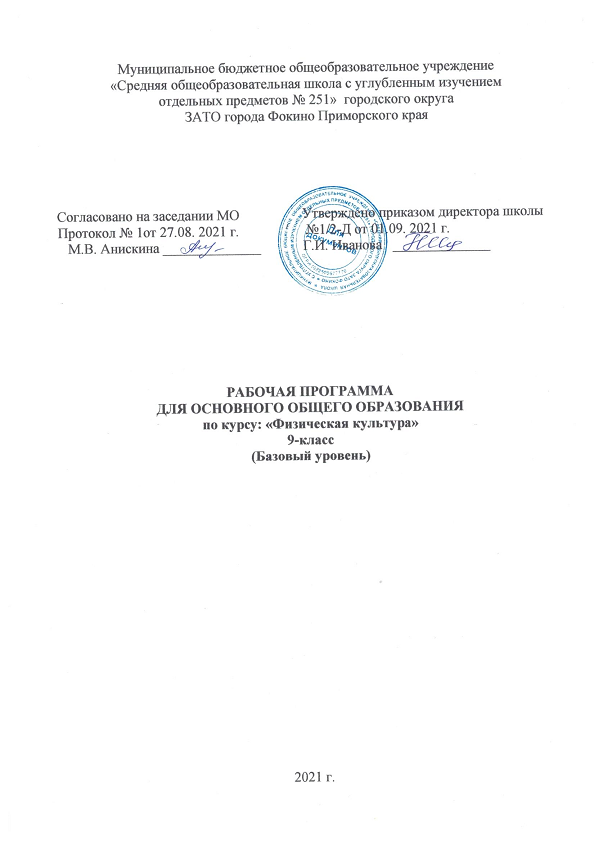 Муниципальное бюджетное общеобразовательное учреждение
«Средняя общеобразовательная школа с углубленным изучением
отдельных предметов № 251» городского округа
ЗАТО города Фокино Приморского края
Согласовано на заседании МО
Протокол № 1от 27.08. 2021 г.
М.В. Анискина
Утверждено приказом директора школы
от 01.09. 2021 г.
Г.И. Иванова
Для
документов
РАБОЧАЯ ПРОГРАММА
ДЛЯ ОСНОВНОГО ОБЩЕГО ОБРАЗОВАНИЯ
по курсу: «Физическая культура»
9-класс
(Базовый уровень)
2021 г.